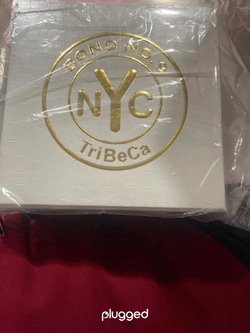 BOND NO. 9
NYC
TriBeCa
plugged